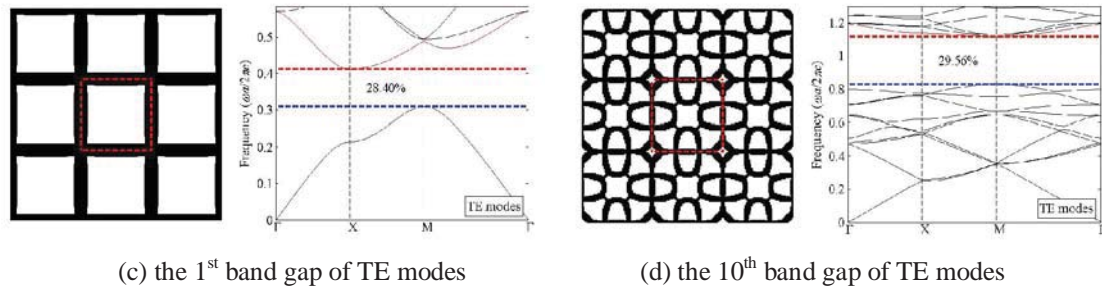 Frequency (ωa/2πc)
0.5
0.4
0.3
0.2
0.1
0
28.40%
TE modes
Γ X M Γ
Frequency (ωa/2πc)
1.2
1
0.8
0.6
0.4
0.2
0
29.56%
TE modes
Γ X M Γ
(c) the 1st band gap of TE modes
(d) the 10th band gap of TE modes